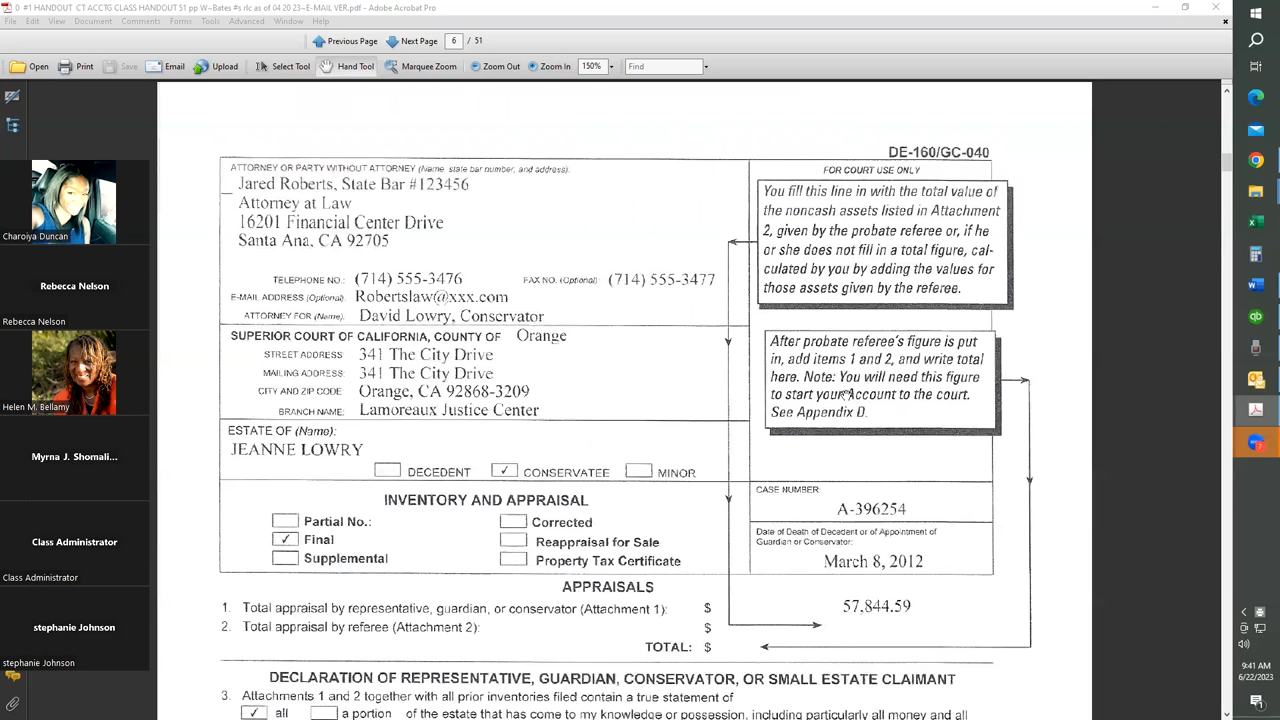 0 #1 HANDOUT CT ACCTG CLASS HANDOUT 51 pp W~Bates #s rlc as of 04 20 23~E-MAIL VER.pdf - Adobe Acrobat Pro
File Edit View Document Comments Forms Tools Advanced Window Help
Previous Page Next Page 6 / 51
Open Print Save Email Upload Select Tool Hand Tool Marquee Zoom Zoom Out Zoom In 150% Find
DE-160/GC-040
ATTORNEY OR PARTY WITHOUT ATTORNEY (Name, state bar number, and address):
Jared Roberts, State Bar #123456
Attorney at Law
16201 Financial Center Drive
Santa Ana, CA 92705
TELEPHONE NO.: (714) 555-3476 FAX NO. (Optional): (714) 555-3477
E-MAIL ADDRESS (Optional): Robertslaw@xxx.com
ATTORNEY FOR (Name): David Lowry, Conservator
SUPERIOR COURT OF CALIFORNIA, COUNTY OF Orange
STREET ADDRESS: 341 The City Drive
MAILING ADDRESS: 341 The City Drive
CITY AND ZIP CODE: Orange, CA 92868-3209
BRANCH NAME: Lamoreaux Justice Center
ESTATE OF (Name):
JEANNE LOWRY
DECEDENT ✓ CONSERVATEE MINOR
INVENTORY AND APPRAISAL
Partial No.: Corrected
✓ Final Reappraisal for Sale
Supplemental Property Tax Certificate
FOR COURT USE ONLY
You fill this line in with the total value of
the noncash assets listed in Attachment
2, given by the probate referee or, if he
or she does not fill in a total figure, cal-
culated by you by adding the values for
those assets given by the referee.
After probate referee's figure is put
in, add items 1 and 2, and write total
here. Note: You will need this figure
to start your Account to the court.
See Appendix D.
CASE NUMBER:
A-396254
Date of Death of Decedent or of Appointment of
Guardian or Conservator:
March 8, 2012
APPRAISALS
1. Total appraisal by representative, guardian, or conservator (Attachment 1): $ 57,844.59
2. Total appraisal by referee (Attachment 2): $
TOTAL: $
DECLARATION OF REPRESENTATIVE, GUARDIAN, CONSERVATOR, OR SMALL ESTATE CLAIMANT
3. Attachments 1 and 2 together with all prior inventories filed contain a true statement of
✓ all a portion of the estate that has come to my knowledge or possession, including particularly all money and all
Charoiya Duncan
Rebecca Nelson
Rebecca Nelson
Helen M. Bellamy
Myrna J. Shomali...
Class Administrator
Class Administrator
stephanie Johnson
stephanie Johnson
9:41 AM
6/22/2023